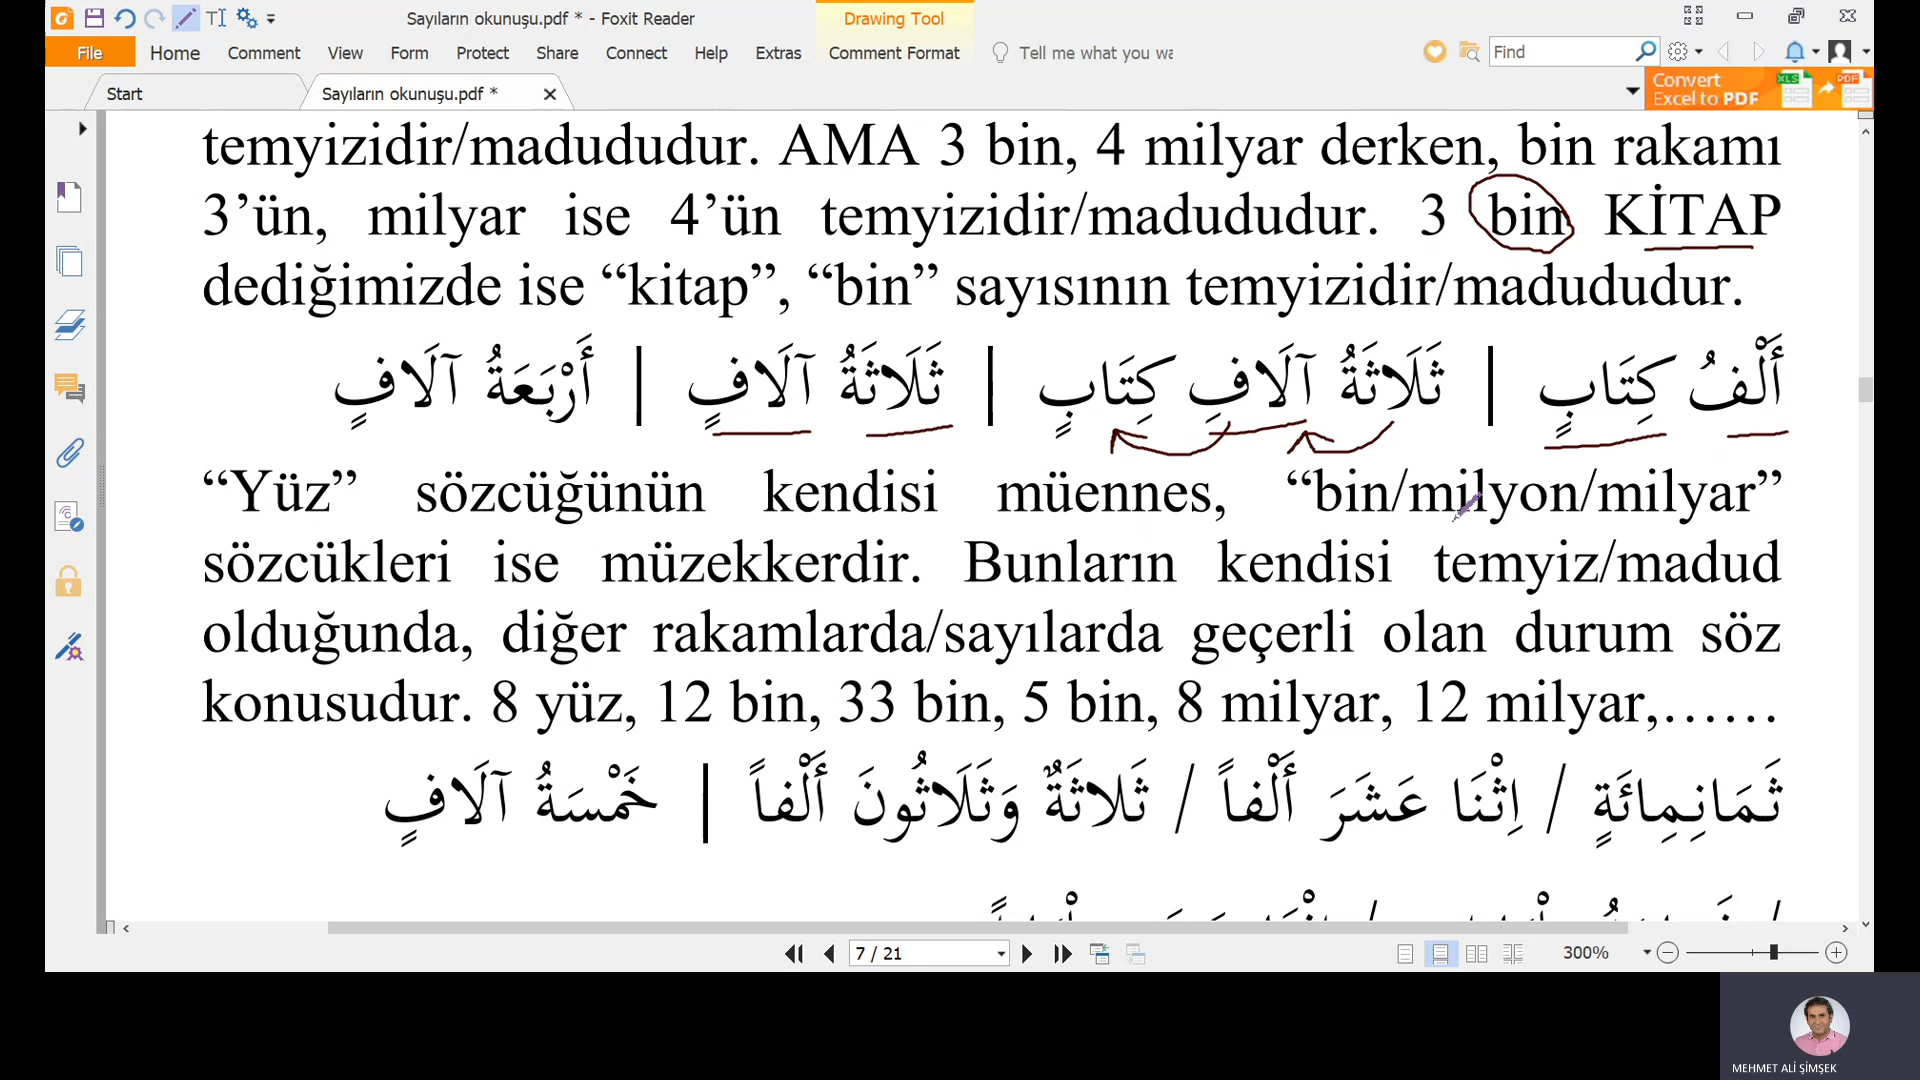 Sayıların okunuşu.pdf * - Foxit Reader
Drawing Tool
File Home Comment View Form Protect Share Connect Help Extras Comment Format Tell me what you wa
Find
Start
Sayıların okunuşu.pdf *
Convert
Excel to PDF
XLS
PDF
temyizidir/madududur. AMA 3 bin, 4 milyar derken, bin rakamı
3’ün, milyar ise 4’ün temyizidir/madududur. 3 bin KİTAP
dediğimizde ise “kitap”, “bin” sayısının temyizidir/madududur.
أَلْفُ كِتَابٍ | ثَلَاثَةُ آلَافِ كِتَابٍ | ثَلَاثَةُ آلَافٍ | أَرْبَعَةُ آلَافٍ
“Yüz” sözcüğünün kendisi müennes, “bin/milyon/milyar”
sözcükleri ise müzekkerdir. Bunların kendisi temyiz/madud
olduğunda, diğer rakamlarda/sayılarda geçerli olan durum söz
konusudur. 8 yüz, 12 bin, 33 bin, 5 bin, 8 milyar, 12 milyar,……
ثَمَانِمِائَةٍ / اِثْنَا عَشَرَ أَلْفاً / ثَلاثَةٌ وَثَلَاثُونَ أَلْفاً | خَمْسَةُ آلَافٍ
7 / 21
300%
MEHMET ALİ ŞİMŞEK